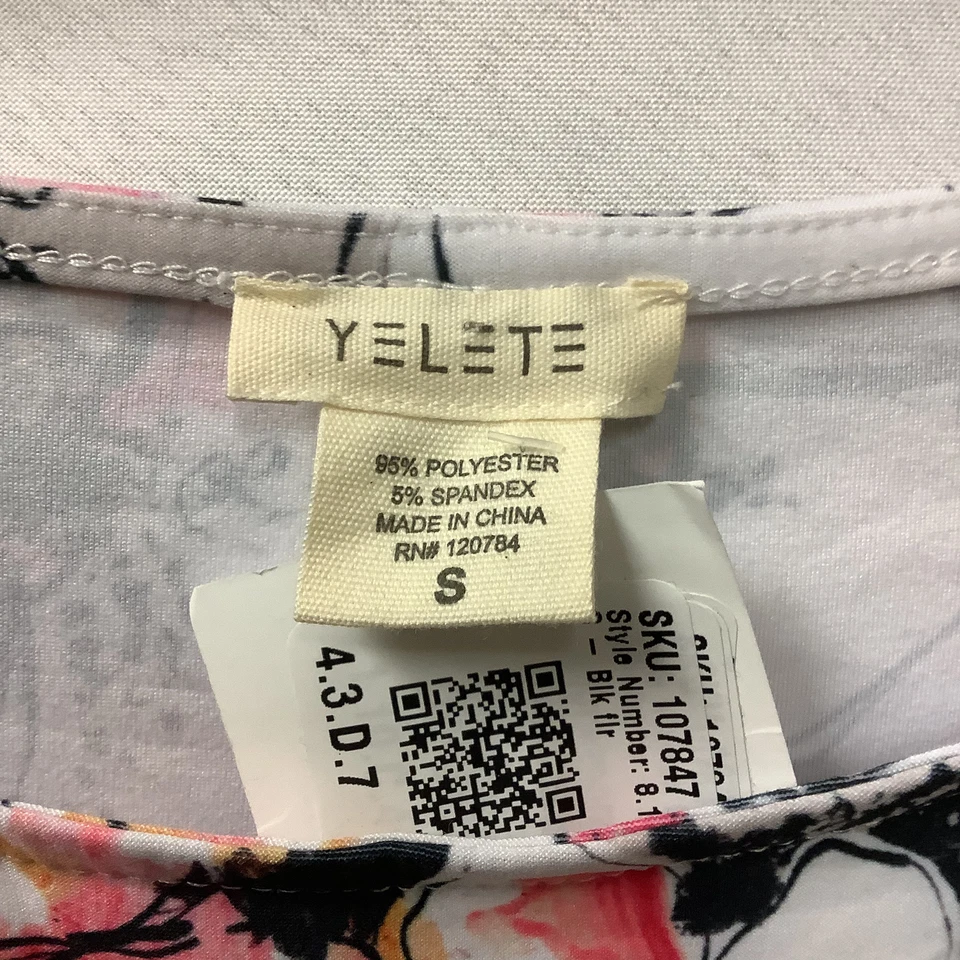 YELETE
95% POLYESTER
5% SPANDEX
MADE IN CHINA
RN# 120784
S
4.3.D.7
SKU: 107847
Style Number: 8.1
– Blk flr
SKU: